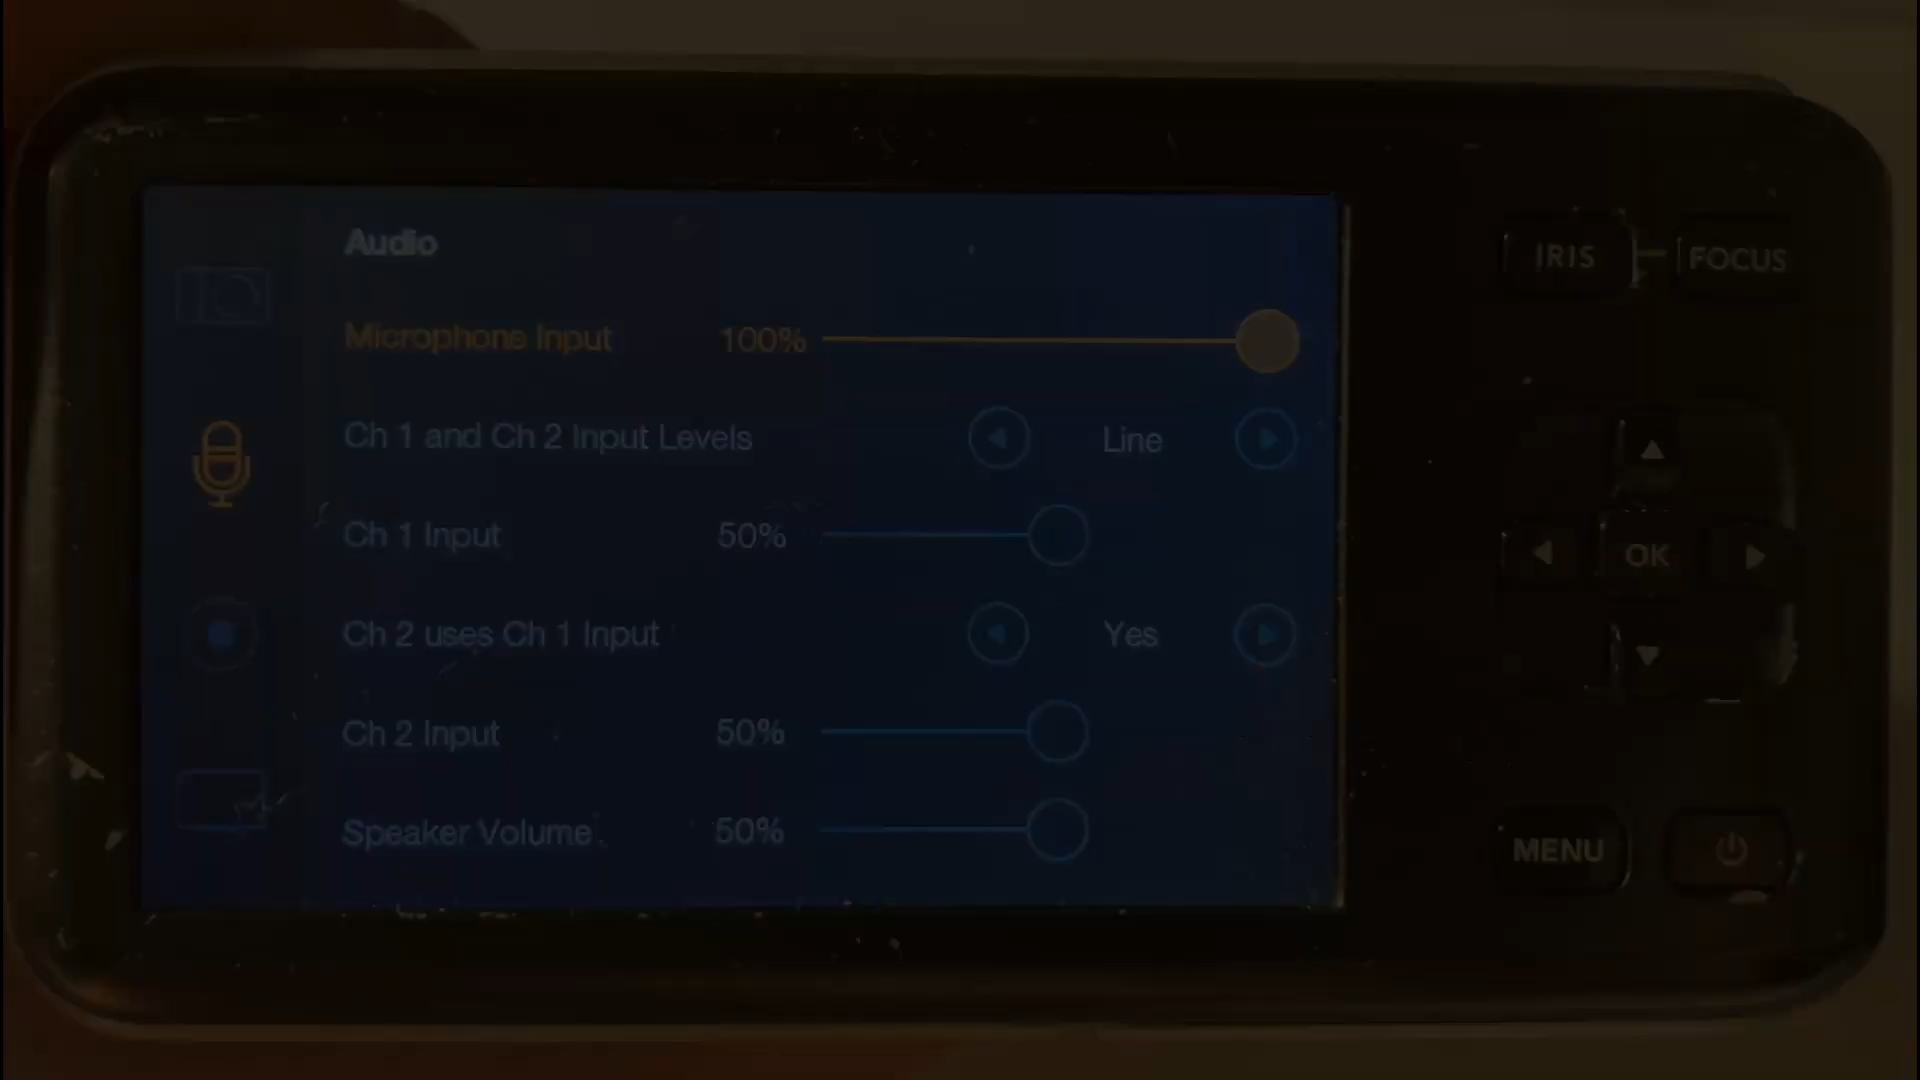 Audio
Microphone Input 100%
Ch 1 and Ch 2 Input Levels Line
Ch 1 Input 50%
Ch 2 uses Ch 1 Input Yes
Ch 2 Input 50%
Speaker Volume 50%
IRIS FOCUS
OK
MENU